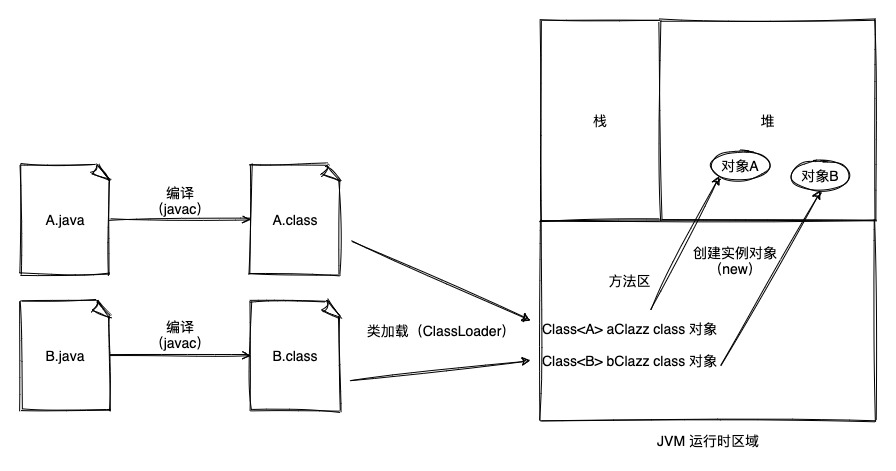 栈
堆
对象A
对象B
A.java
编译
（javac）
A.class
创建实例对象
（new）
方法区
B.java
编译
（javac）
B.class
类加载（ClassLoader）
Class<A> aClazz class 对象
Class<B> bClazz class 对象
JVM 运行时区域